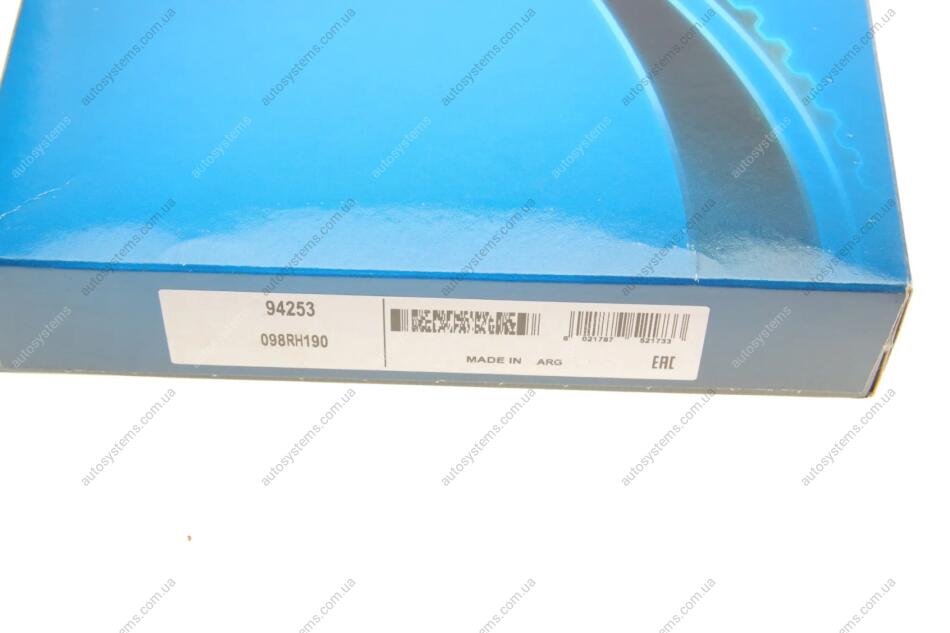 94253
098RH190
8 021787 521733
MADE IN ARG
EAC
autosystems.com.ua